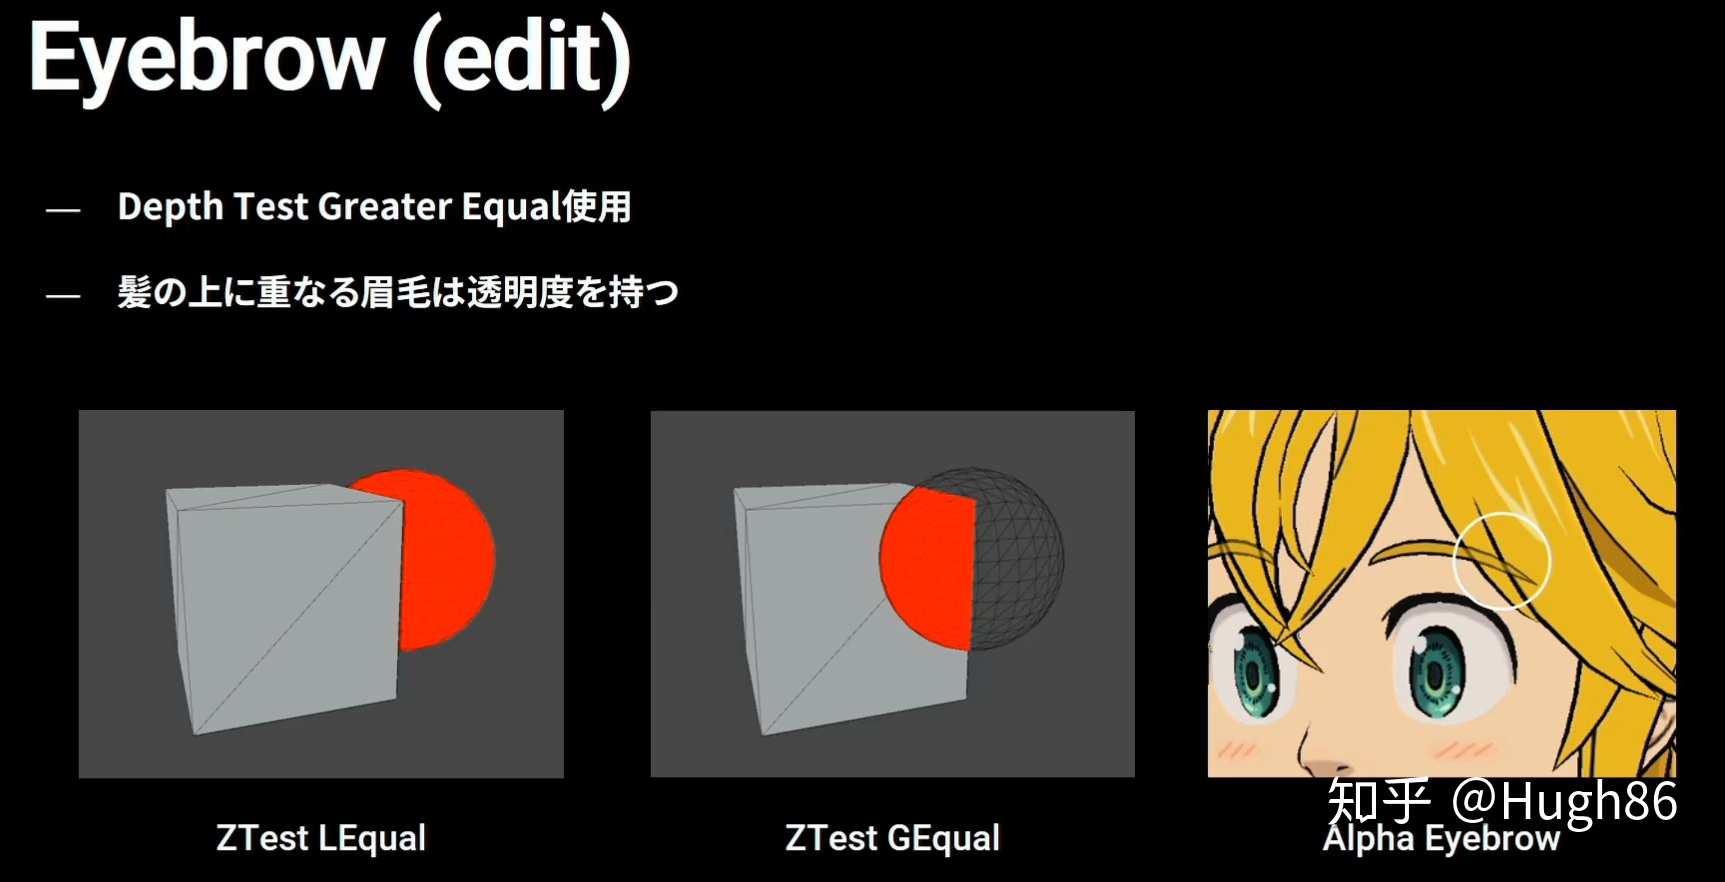 Eyebrow (edit)
— Depth Test Greater Equal使用
— 髪の上に重なる眉毛は透明度を持つ
知乎 @Hugh86
ZTest LEqual
ZTest GEqual
Alpha Eyebrow